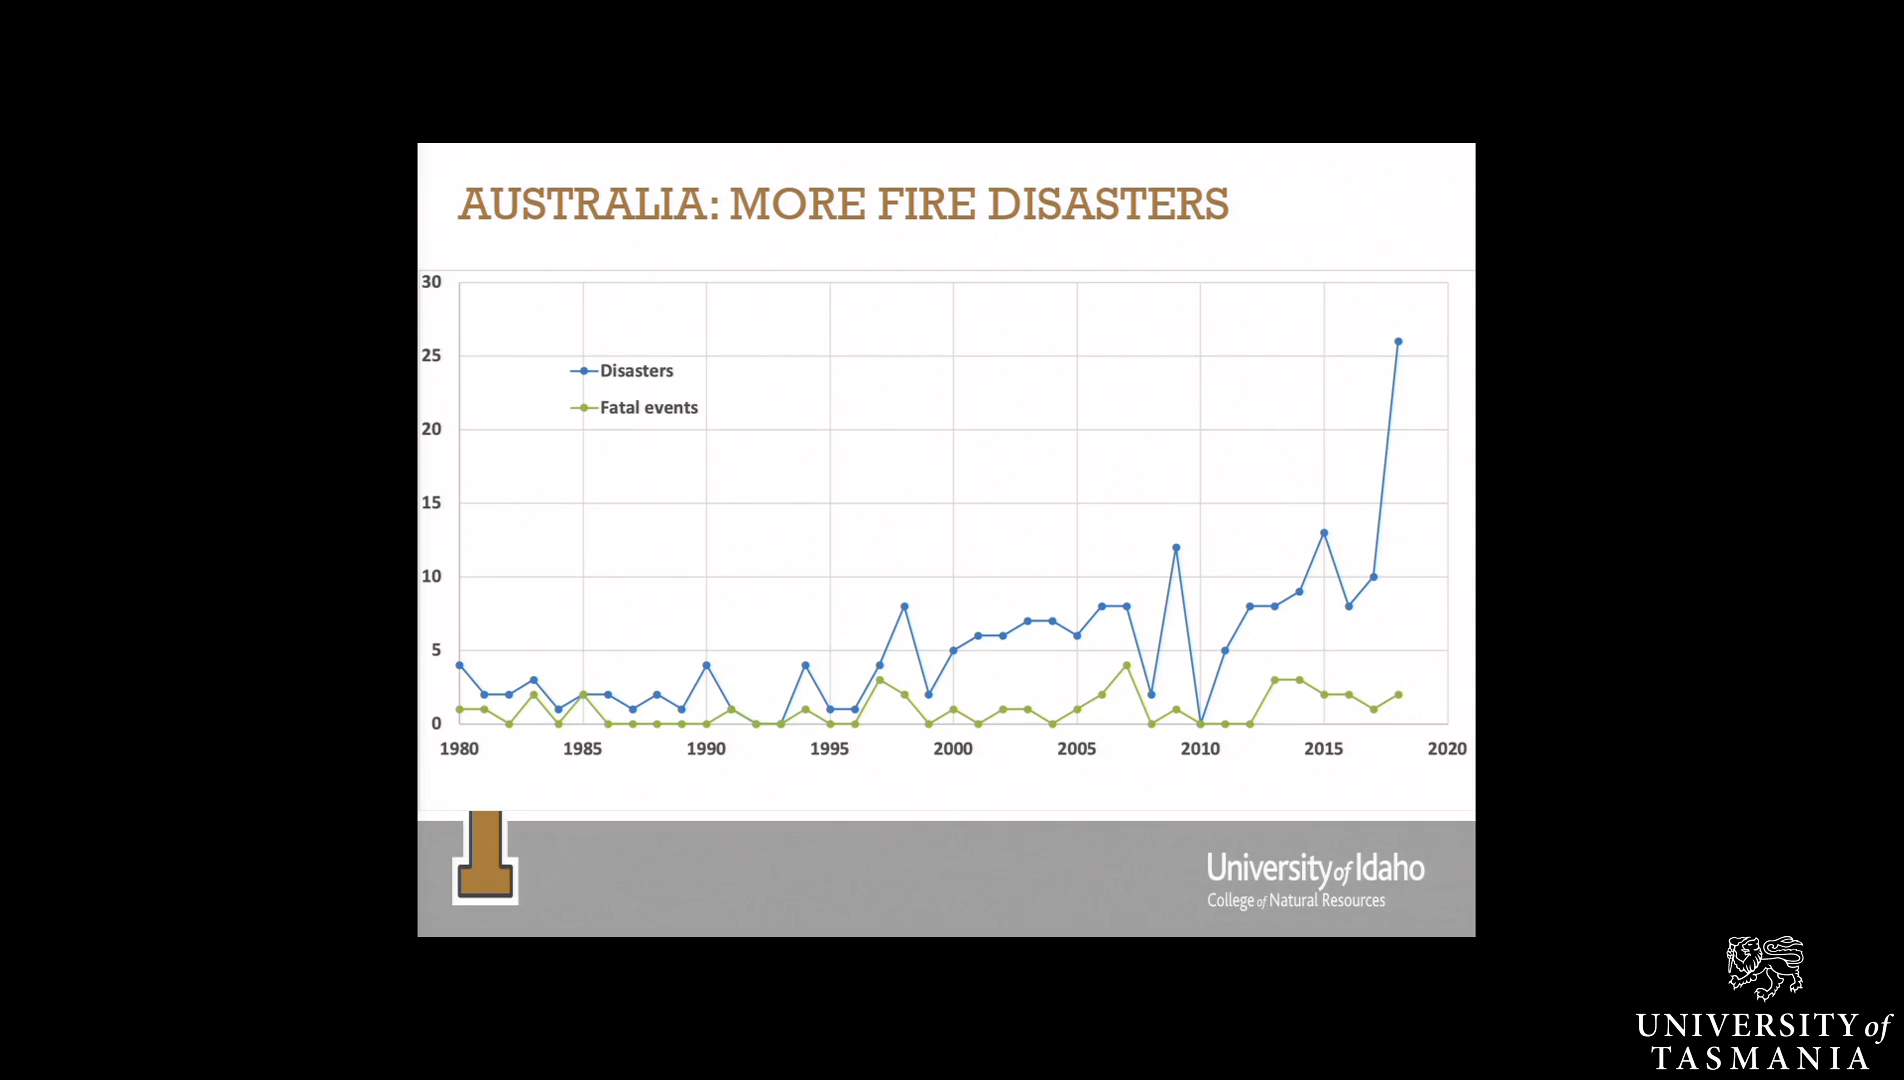 AUSTRALIA: MORE FIRE DISASTERS
30
25
20
15
10
5
0
Disasters
Fatal events
1980 1985 1990 1995 2000 2005 2010 2015 2020
University of Idaho
College of Natural Resources
UNIVERSITY of
TASMANIA